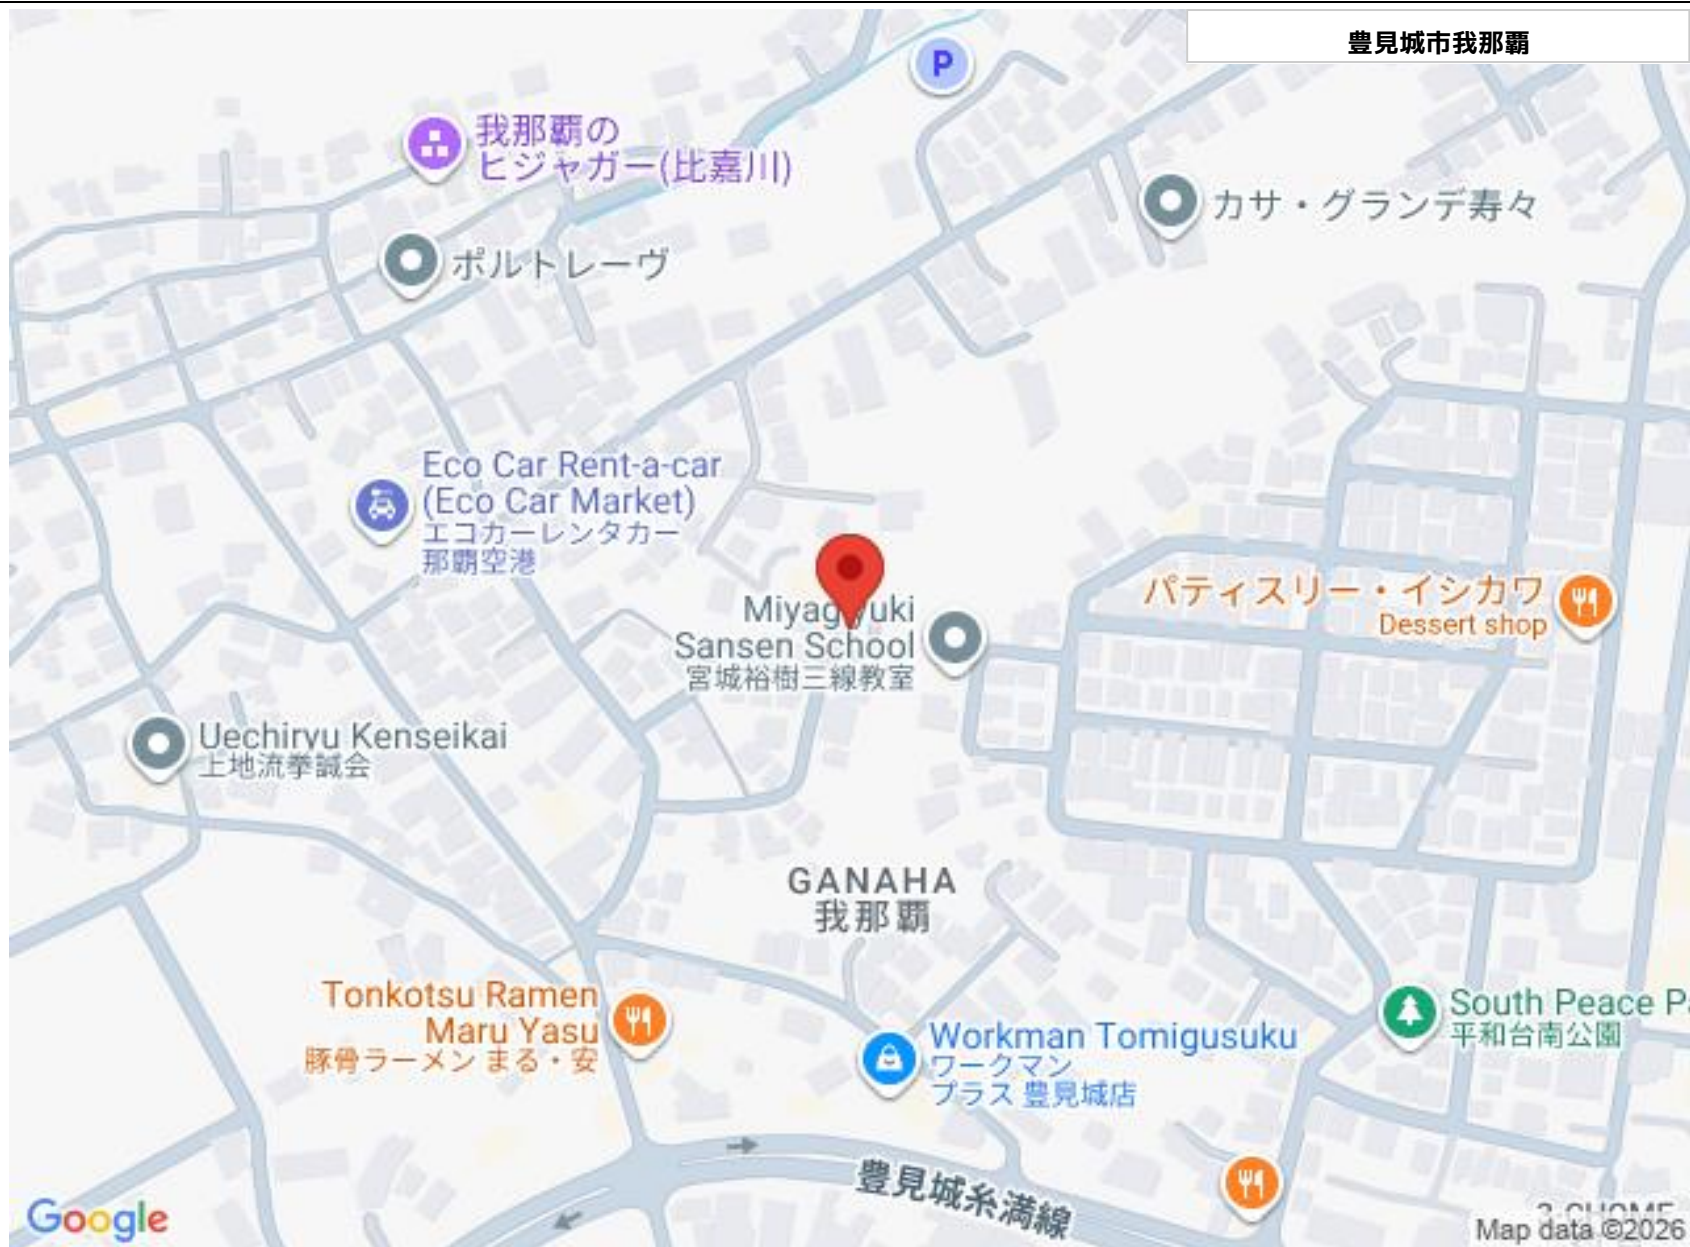 豊見城市我那覇
P
我那覇の
ヒジャガー(比嘉川)
カサ・グランデ寿々
ポルトレーヴ
Eco Car Rent-a-car
(Eco Car Market)
エコカーレンタカー
那覇空港
パティスリー・イシカワ
Dessert shop
Sansen School
宮城裕樹三線教室
Uechiryu Kenseikai
上地流拳誠会
GANAHA
我那覇
Tonkotsu Ramen
Maru Yasu
豚骨ラーメン まる・安
Workman Tomigusuku
ワークマン
プラス 豊見城店
South Peace P
平和台南公園
豊見城糸満線
Google
Map data ©2026